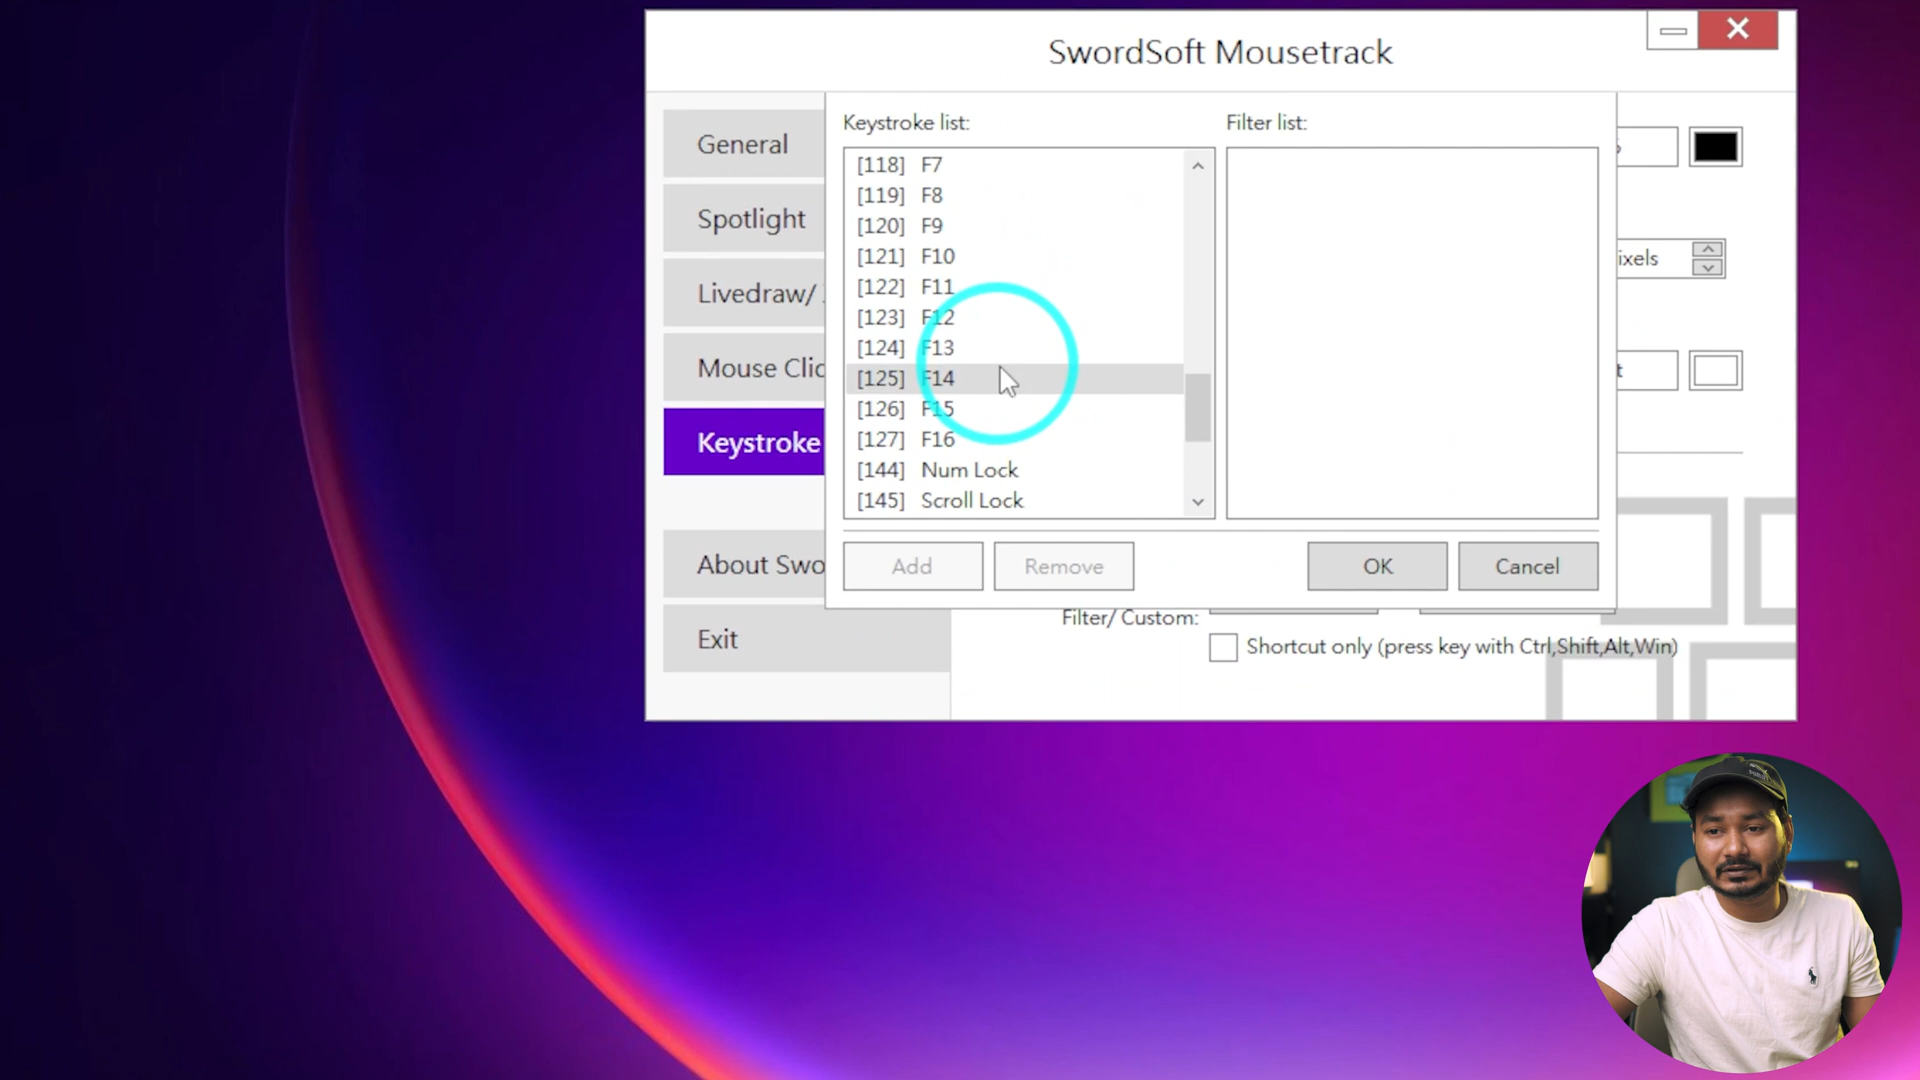 SwordSoft Mousetrack
General
Spotlight
Livedraw/
Mouse Clic
Keystroke
About Swo
Exit
Keystroke list:
[118] F7
[119] F8
[120] F9
[121] F10
[122] F11
[123] F12
[124] F13
[125] F14
[126] F15
[127] F16
[144] Num Lock
[145] Scroll Lock
Filter list:
Add
Remove
OK
Cancel
ixels
t
Filter/ Custom:
Shortcut only (press key with Ctrl,Shift,Alt,Win)